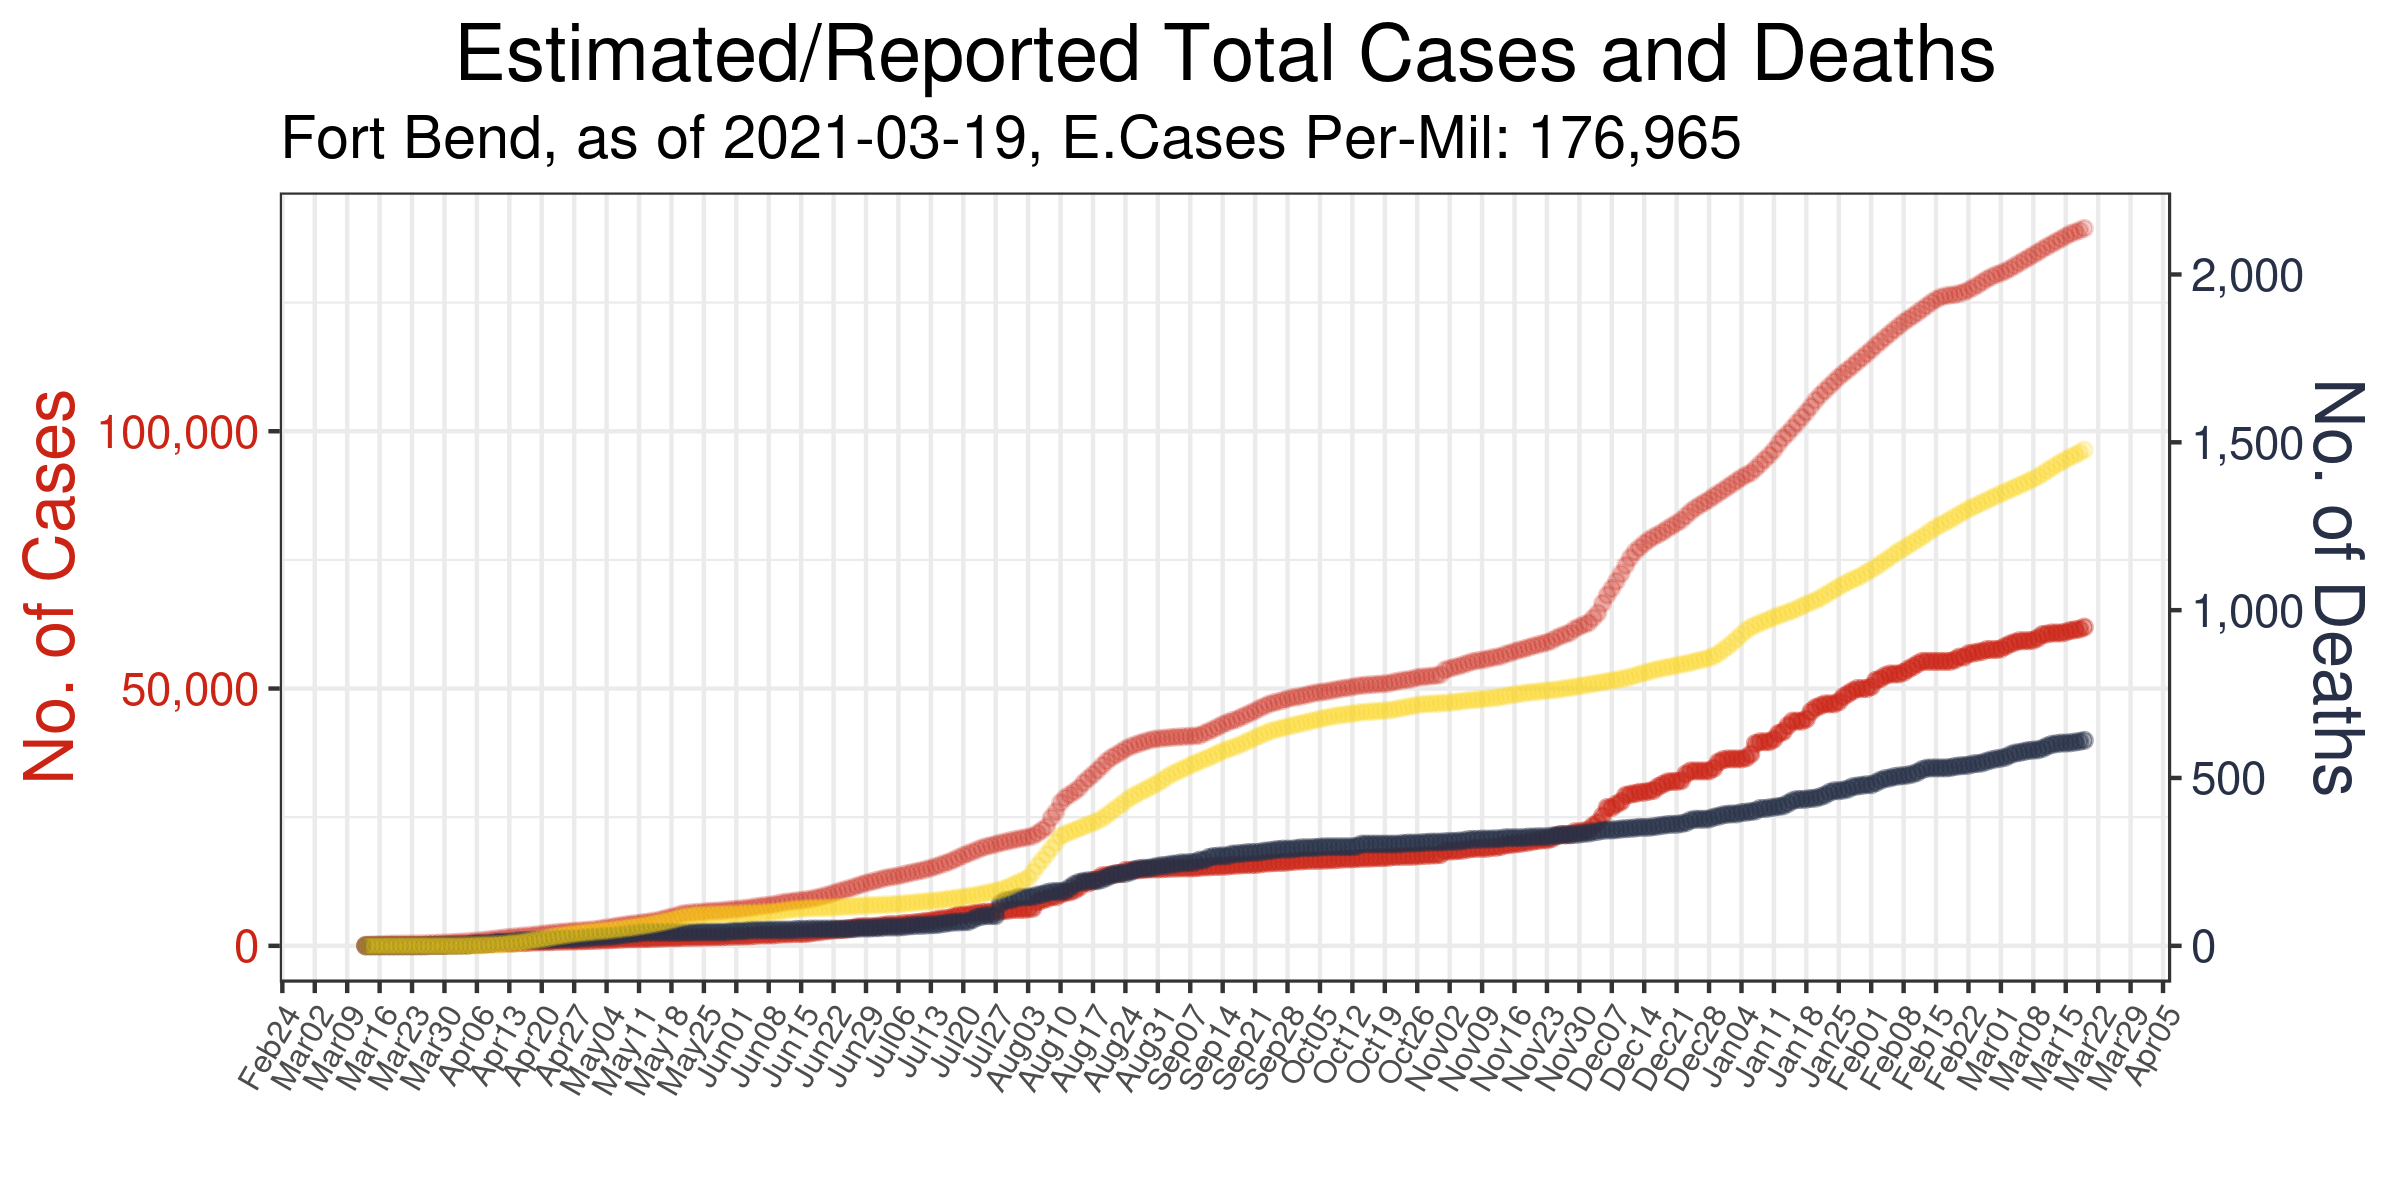 Estimated/Reported Total Cases and Deaths
Fort Bend, as of 2021-03-19, E.Cases Per-Mil: 176,965
No. of Cases
100,000
50,000
0
2,000
1,500
1,000
500
0
No. of Deaths
Feb24
Mar02
Mar09
Mar16
Mar23
Mar30
Apr06
Apr13
Apr20
Apr27
May04
May11
May18
May25
Jun01
Jun08
Jun15
Jun22
Jun29
Jul06
Jul13
Jul20
Jul27
Aug03
Aug10
Aug17
Aug24
Aug31
Sep07
Sep14
Sep21
Sep28
Oct05
Oct12
Oct19
Oct26
Nov02
Nov09
Nov16
Nov23
Nov30
Dec07
Dec14
Dec21
Dec28
Jan04
Jan11
Jan18
Jan25
Feb01
Feb08
Feb15
Feb22
Mar01
Mar08
Mar15
Mar22
Mar29
Apr05